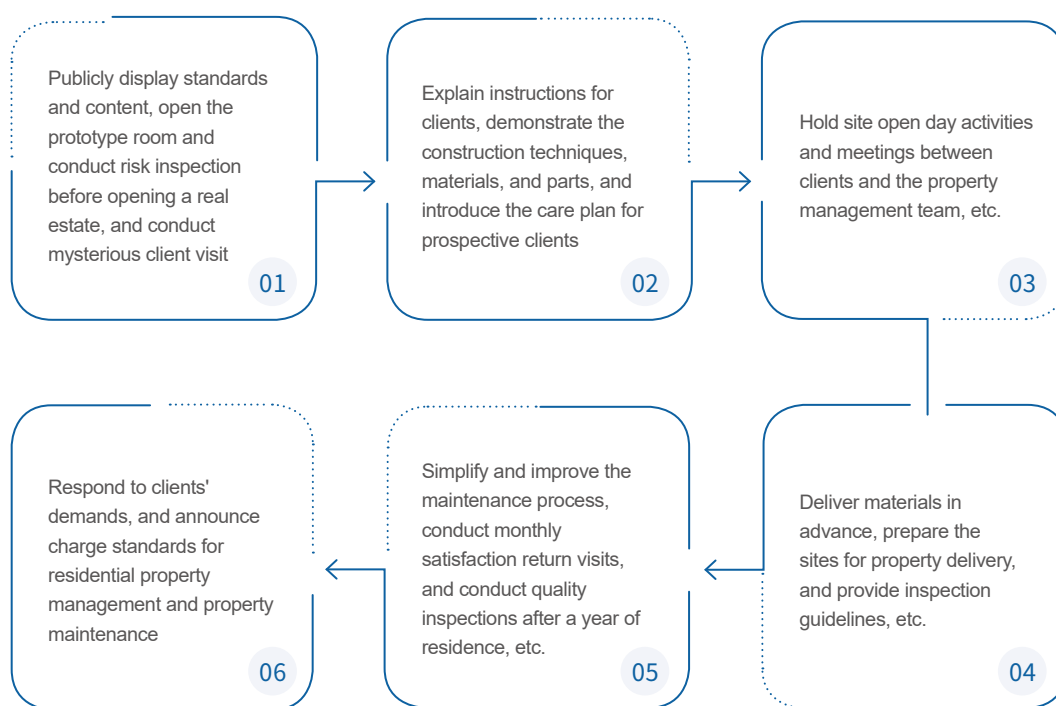 Publicly display standards
and content, open the
prototype room and
conduct risk inspection
before opening a real
estate, and conduct
mysterious client visit
01
Explain instructions for
clients, demonstrate the
construction techniques,
materials, and parts, and
introduce the care plan for
prospective clients
02
Hold site open day activities
and meetings between
clients and the property
management team, etc.
03
Deliver materials in
advance, prepare the
sites for property delivery,
and provide inspection
guidelines, etc.
04
Simplify and improve the
maintenance process,
conduct monthly
satisfaction return visits,
and conduct quality
inspections after a year of
residence, etc.
05
Respond to clients'
demands, and announce
charge standards for
residential property
management and property
maintenance
06